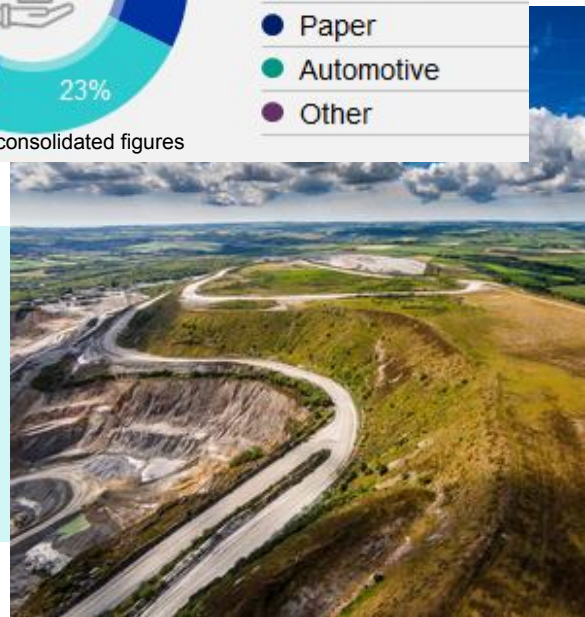 Paper
Automotive
23%
Other
consolidated figures